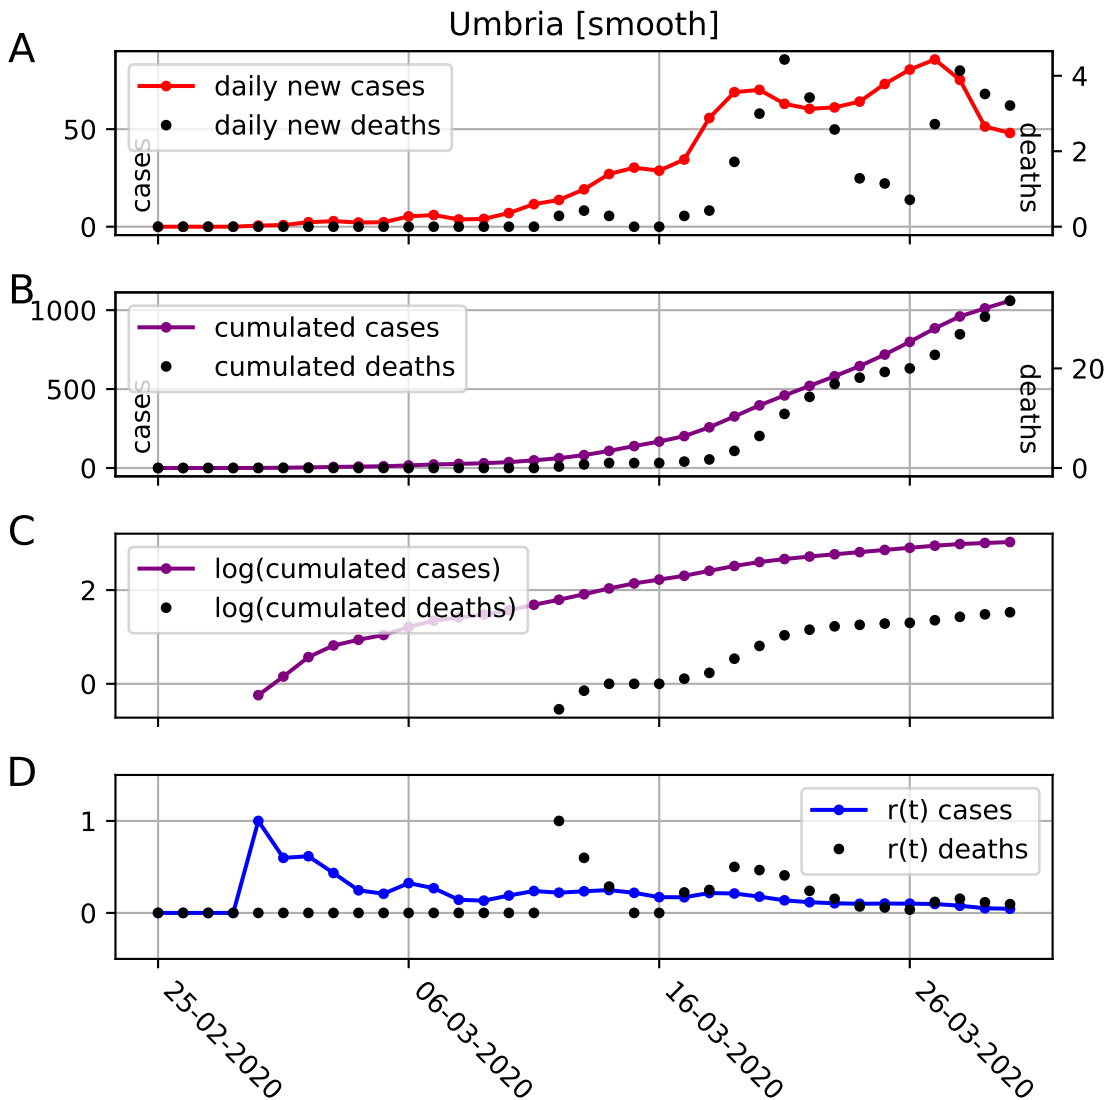 Umbria [smooth]
A
daily new cases
daily new deaths
50
0
cases
4
2
0
deaths
B
cumulated cases
cumulated deaths
1000
500
0
cases
20
0
deaths
C
log(cumulated cases)
log(cumulated deaths)
2
0
D
r(t) cases
r(t) deaths
1
0
25-02-2020
06-03-2020
16-03-2020
26-03-2020